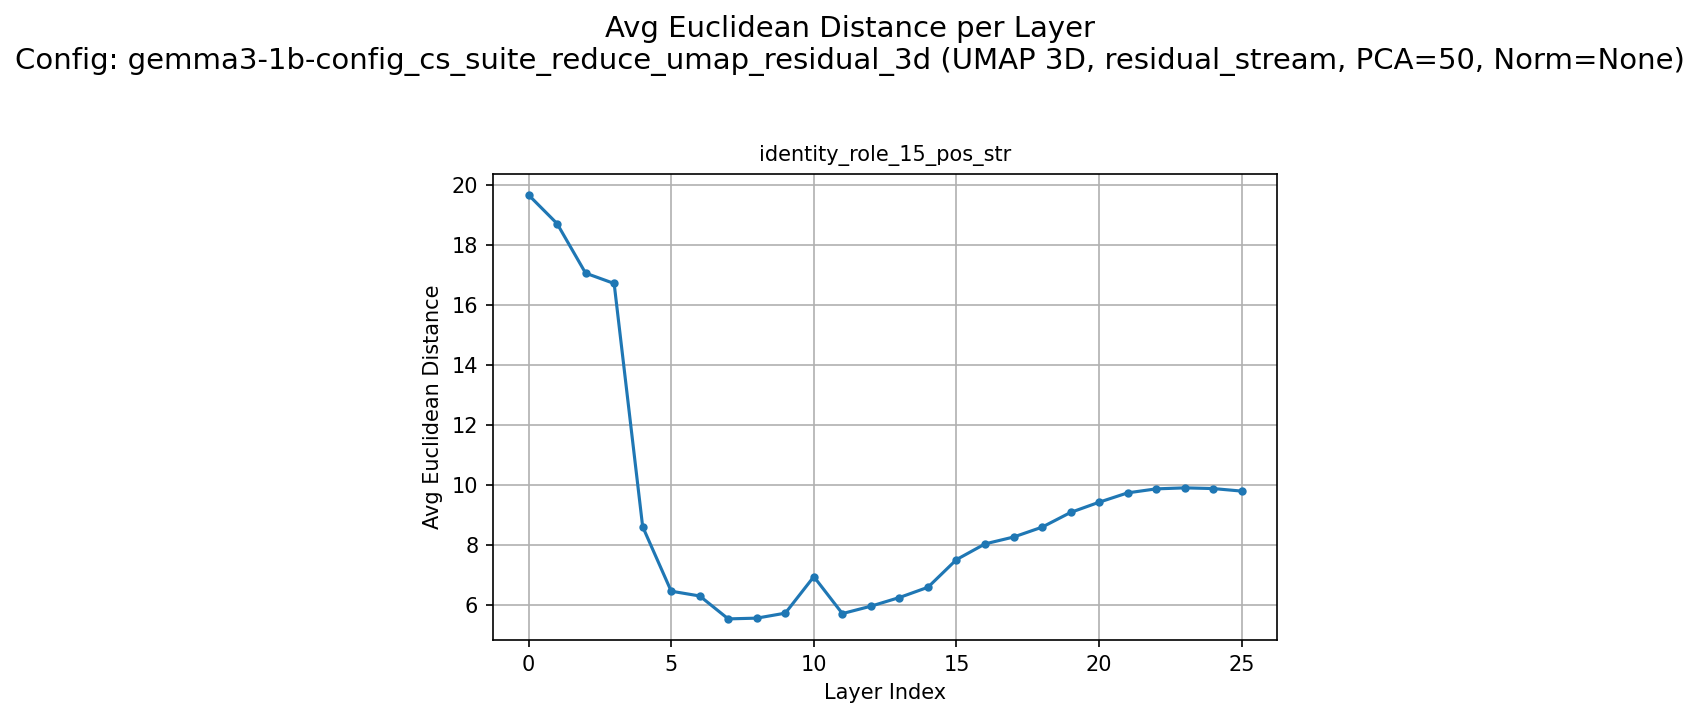 Avg Euclidean Distance per Layer
Config: gemma3-1b-config_cs_suite_reduce_umap_residual_3d (UMAP 3D, residual_stream, PCA=50, Norm=None)
identity_role_15_pos_str
Avg Euclidean Distance
20
18
16
14
12
10
8
6
0 5 10 15 20 25
Layer Index